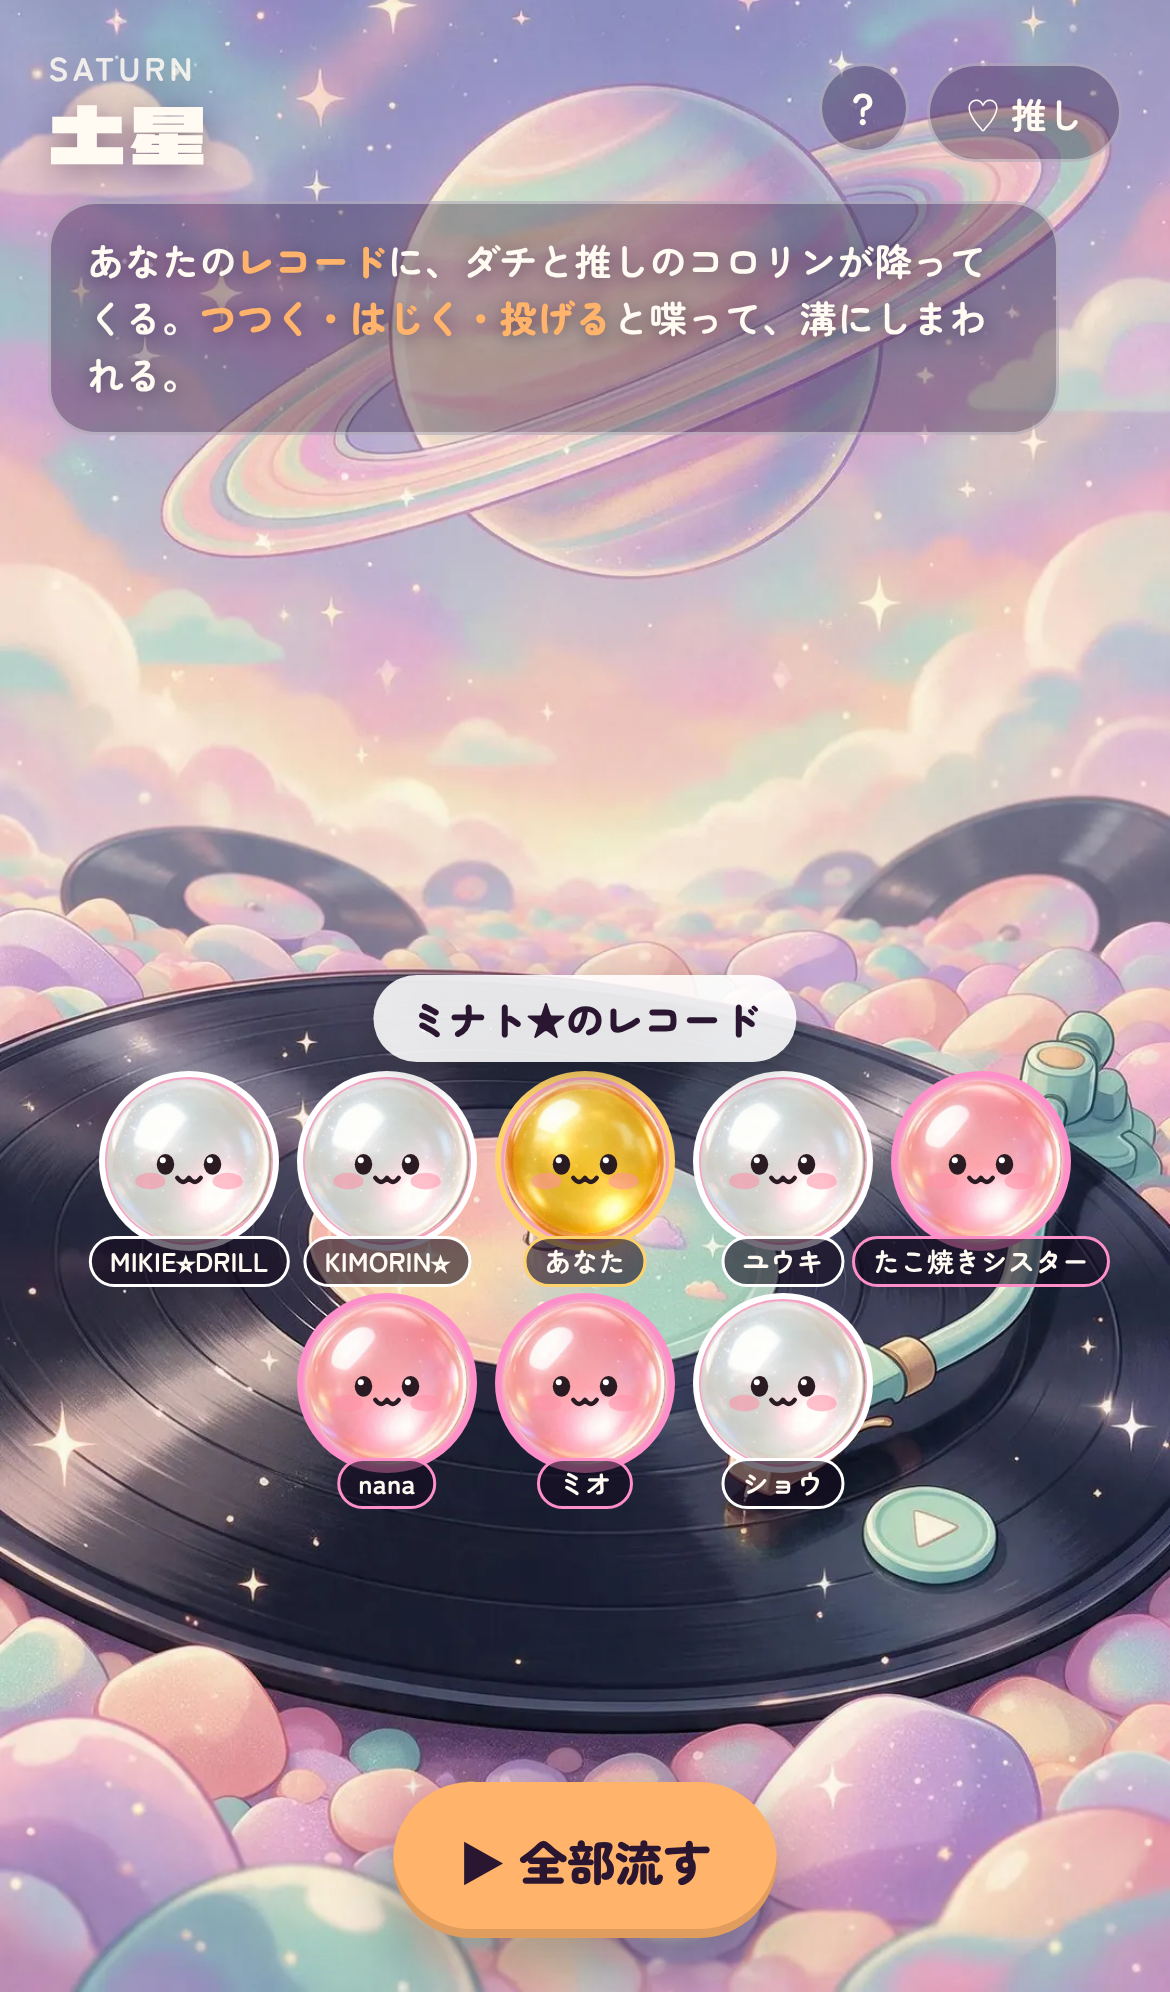 SATURN
土星
?
♡ 推し
あなたのレコードに、ダチと推しのコロリンが降って
くる。つつく・はじく・投げると喋って、溝にしまわ
れる。
ミナト★のレコード
MIKIE★DRILL
KIMORIN★
あなた
ユウキ
たこ焼きシスター
nana
ミオ
ショウ
▶ 全部流す